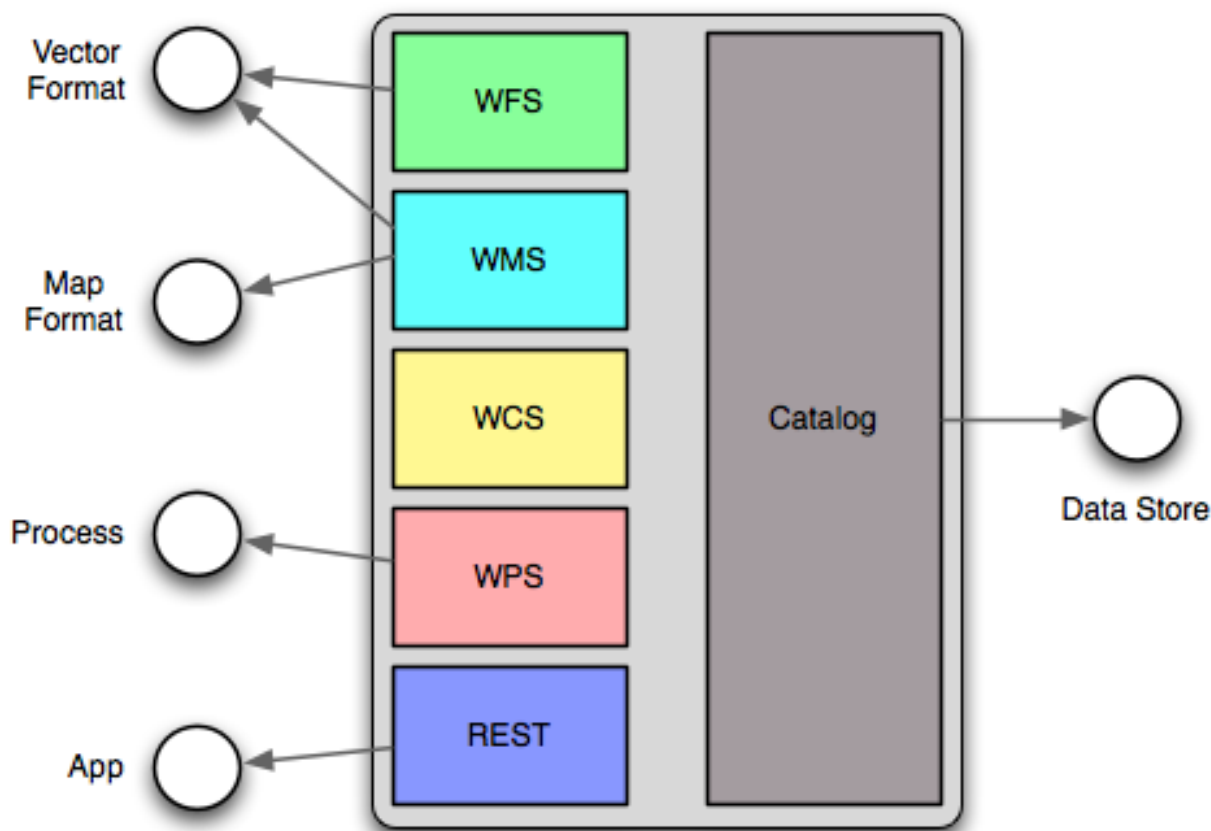 Vector
Format
WFS
WMS
Map
Format
WCS
Catalog
Data Store
Process
WPS
REST
App